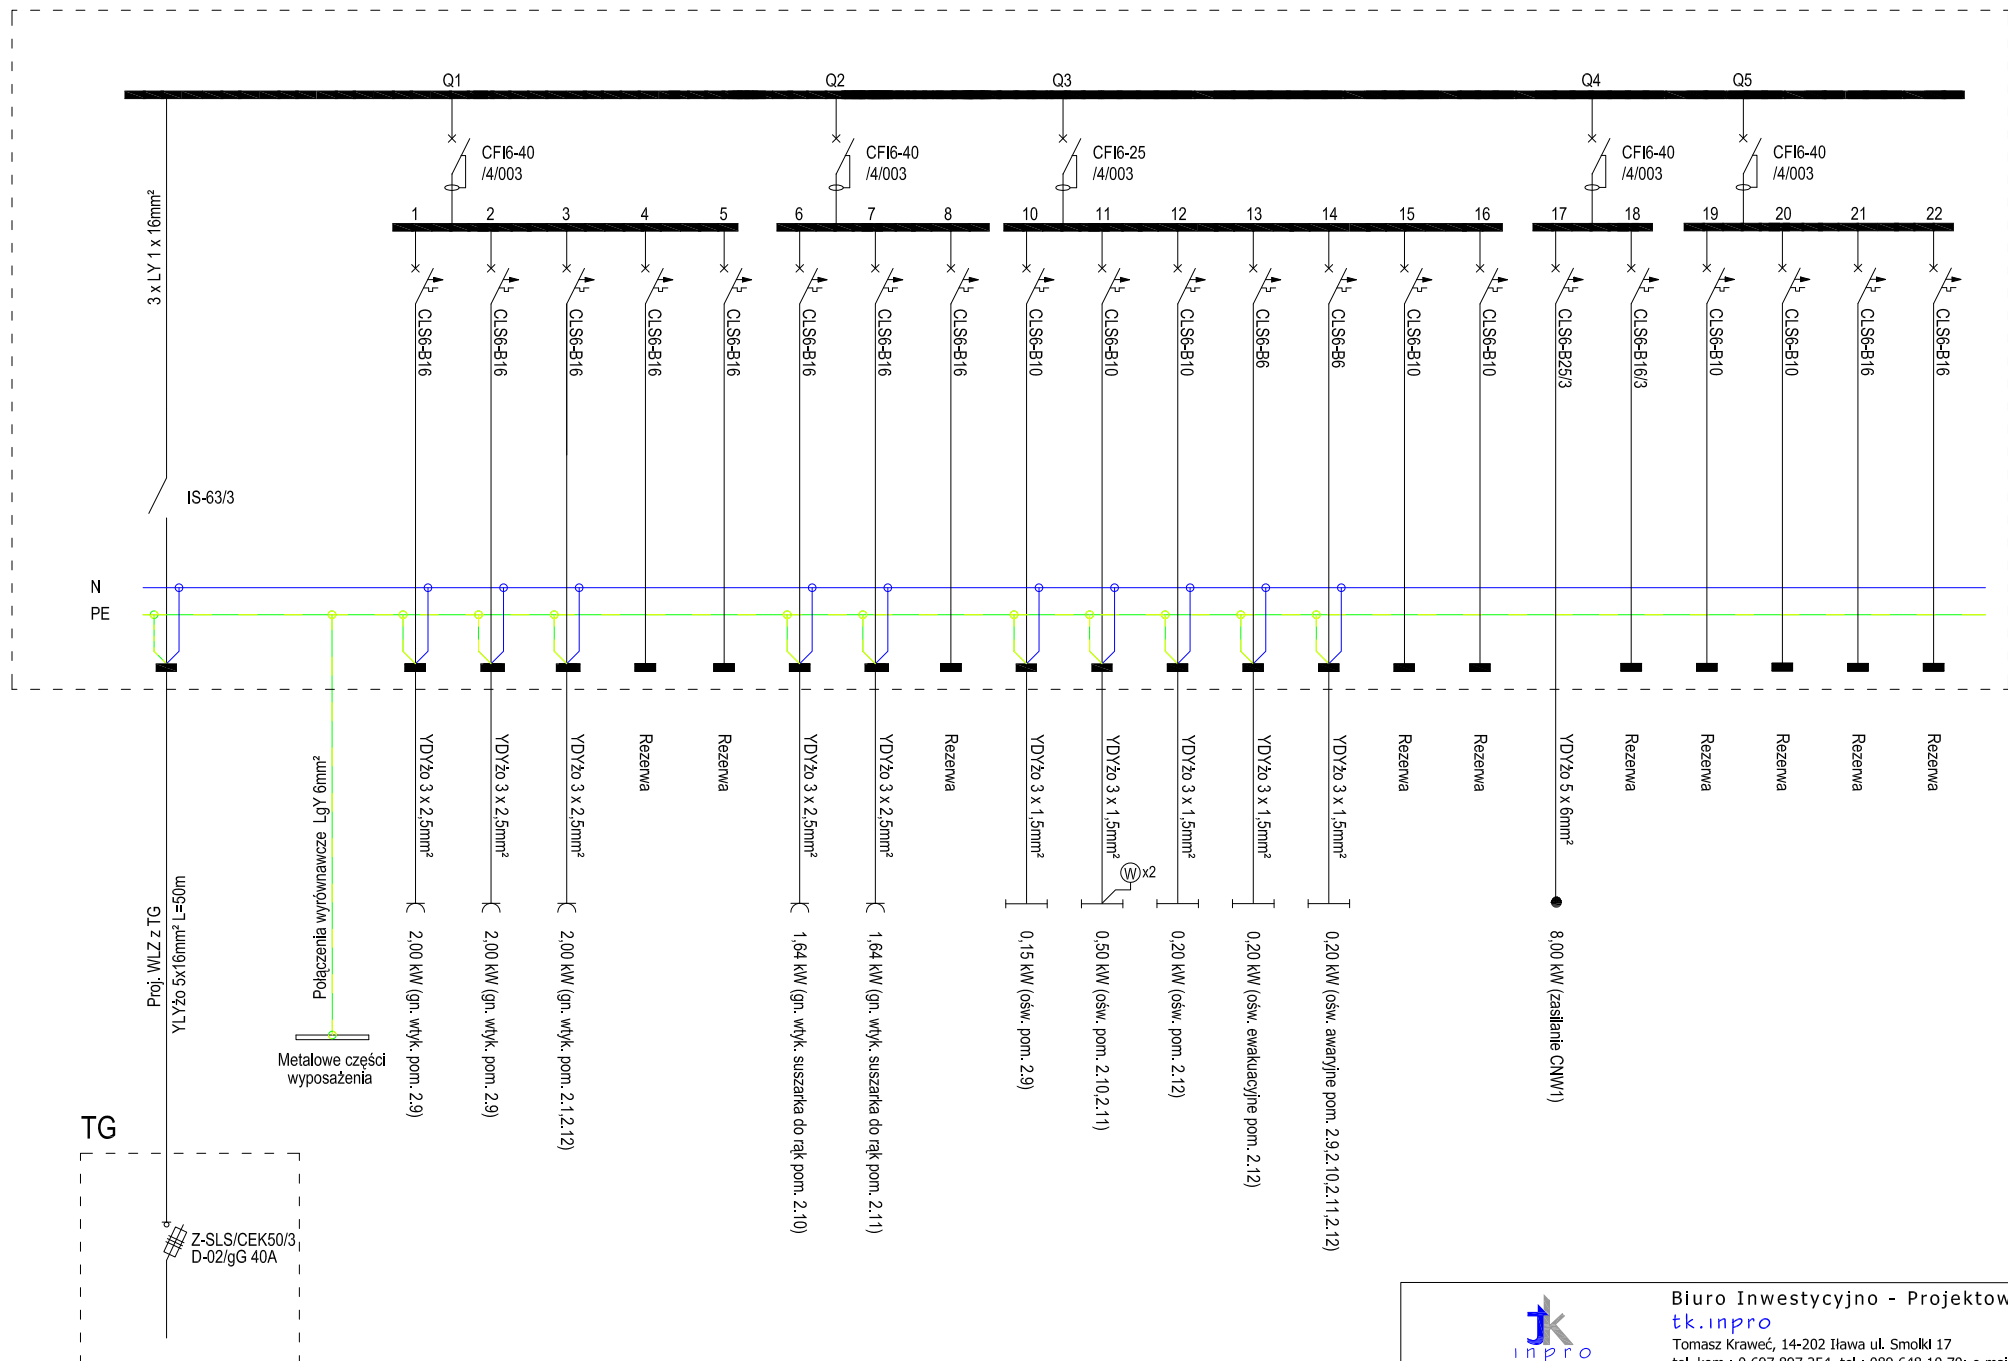 Q1 Q2 Q3 Q4 Q5
CFI6-40
/4/003
CFI6-40
/4/003
CFI6-25
/4/003
CFI6-40
/4/003
CFI6-40
/4/003
1 2 3 4 5 6 7 8 10 11 12 13 14 15 16 17 18 19 20 21 22
3 x LY 1 x 16mm²
CLS6-B16
CLS6-B16
CLS6-B16
CLS6-B16
CLS6-B16
CLS6-B16
CLS6-B16
CLS6-B16
CLS6-B10
CLS6-B10
CLS6-B10
CLS6-B6
CLS6-B6
CLS6-B10
CLS6-B10
CLS6-B25/3
CLS6-B16/3
CLS6-B10
CLS6-B10
CLS6-B16
CLS6-B16
IS-63/3
N
PE
Proj. WLZ z TG
YLYżo 5x16mm² L=50m
Połączenia wyrównawcze LgY 6mm²
YDYżo 3 x 2,5mm²
YDYżo 3 x 2,5mm²
YDYżo 3 x 2,5mm²
Rezerwa
Rezerwa
YDYżo 3 x 2,5mm²
YDYżo 3 x 2,5mm²
Rezerwa
YDYżo 3 x 1,5mm²
YDYżo 3 x 1,5mm²
YDYżo 3 x 1,5mm²
YDYżo 3 x 1,5mm²
YDYżo 3 x 1,5mm²
Rezerwa
Rezerwa
YDYżo 5 x 6mm²
Rezerwa
Rezerwa
Rezerwa
Rezerwa
Rezerwa
W x2
2,00 kW (gn. wtyk. pom. 2.9)
2,00 kW (gn. wtyk. pom. 2.9)
2,00 kW (gn. wtyk. pom. 2.1,2.12)
1,64 kW (gn. wtyk. suszarka do rąk pom. 2.10)
1,64 kW (gn. wtyk. suszarka do rąk pom. 2.11)
0,15 kW (ośw. pom. 2.9)
0,50 kW (ośw. pom. 2.10,2.11)
0,20 kW (ośw. pom. 2.12)
0,20 kW (ośw. ewakuacyjne pom. 2.12)
0,20 kW (ośw. awaryjne pom. 2.9,2.10,2.11,2.12)
8,00 kW (zasilanie CNW1)
Metalowe części
wyposażenia
TG
Z-SLS/CEK50/3
D-02/gG 40A
jk
inpro
Biuro Inwestycyjno - Projektow
tk.inpro
Tomasz Kraweć, 14-202 Iława ul. Smolki 17